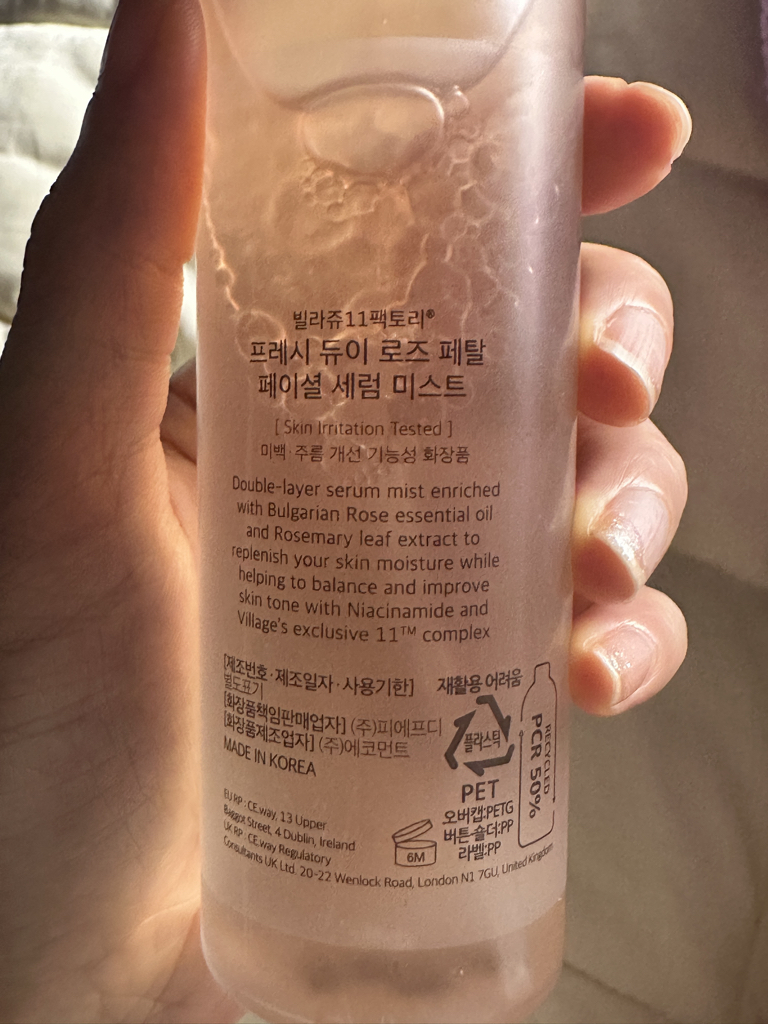 빌라쥬11팩토리®
프레시 듀이 로즈 페탈
페이셜 세럼 미스트
[ Skin Irritation Tested ]
미백·주름 개선 기능성 화장품
Double-layer serum mist enriched
with Bulgarian Rose essential oil
and Rosemary leaf extract to
replenish your skin moisture while
helping to balance and improve
skin tone with Niacinamide and
Village's exclusive 11™ complex
[제조번호·제조일자·사용기한]
별도표기
[화장품책임판매업자] (주)피에프디
[화장품제조업자] (주)에코먼트
MADE IN KOREA
재활용 어려움
플라스틱
PET
오버캡:PETG
버튼·숄더:PP
라벨:PP
RECYCLED
PCR 50%
6M
EU RP : CE.way, 13 Upper
Baggot Street, 4 Dublin, Ireland
UK RP : CE.way Regulatory
Consultants UK Ltd. 20-22 Wenlock Road, London N1 7GU, United Kingdom